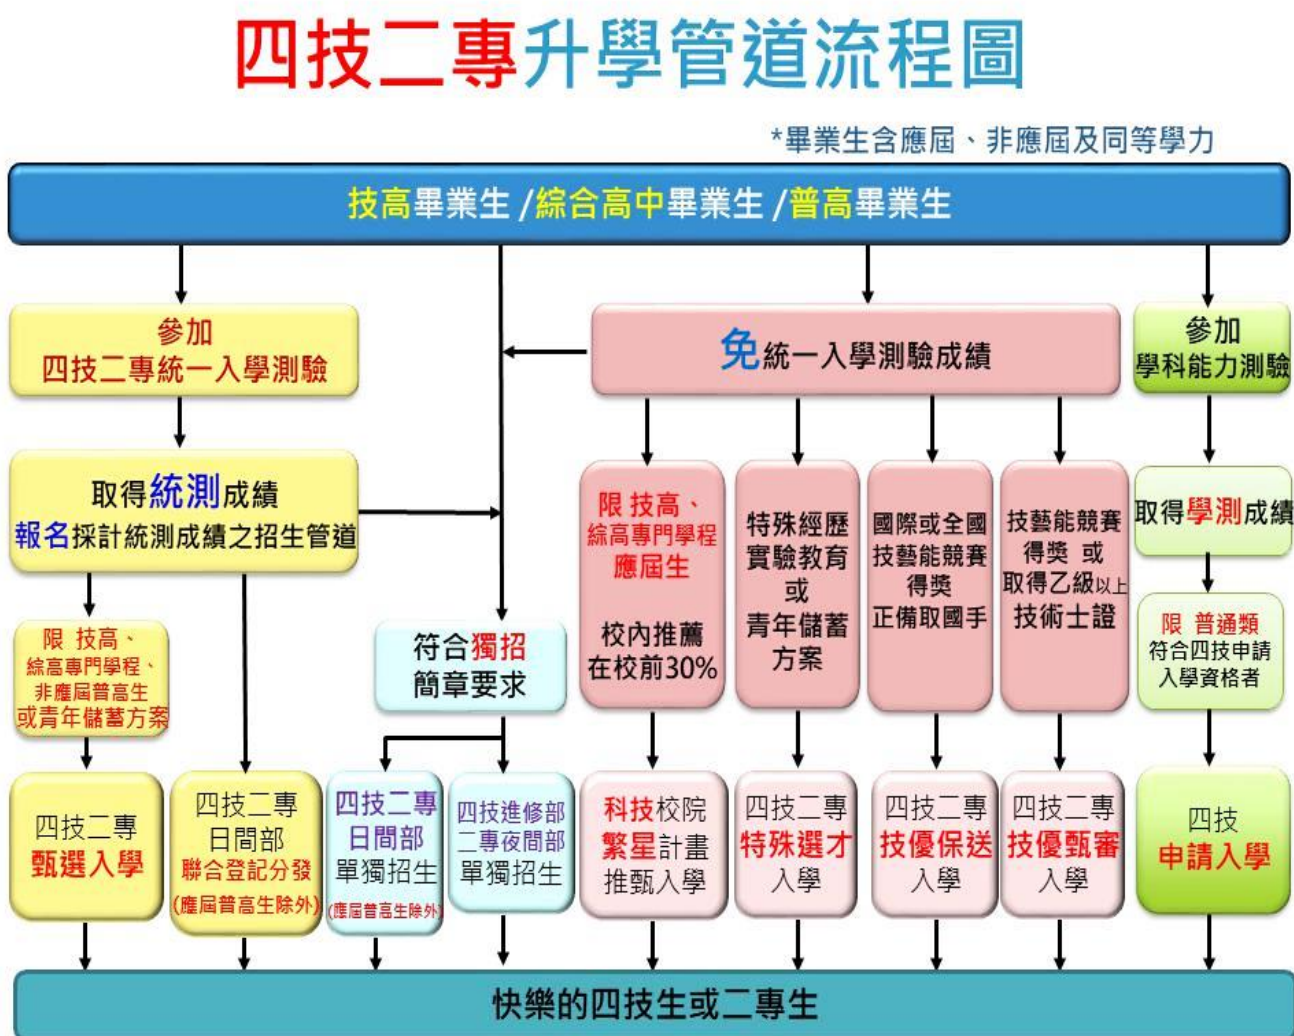 四技二專升學管道流程圖
*畢業生含應屆、非應屆及同等學力
技高畢業生 /綜合高中畢業生 /普高畢業生
參加
四技二專統一入學測驗
免統一入學測驗成績
參加
學科能力測驗
取得統測成績
報名採計統測成績之招生管道
限 技高、
綜高專門學程
應屆生
校內推薦
在校前30%
特殊經歷
實驗教育
或
青年儲蓄
方案
國際或全國
技藝能競賽
得獎
正備取國手
技藝能競賽
得獎 或
取得乙級以上
技術士證
取得學測成績
限 技高、
綜高專門學程、
非應屆普高生
或青年儲蓄方案
符合獨招
簡章要求
限 普通類
符合四技申請
入學資格者
四技二專
甄選入學
四技二專
日間部
聯合登記分發
(應屆普高生除外)
四技二專
日間部
單獨招生
(應屆普高生除外)
四技進修部
二專夜間部
單獨招生
科技校院
繁星計畫
推甄入學
四技二專
特殊選才
入學
四技二專
技優保送
入學
四技二專
技優甄審
入學
四技
申請入學
快樂的四技生或二專生